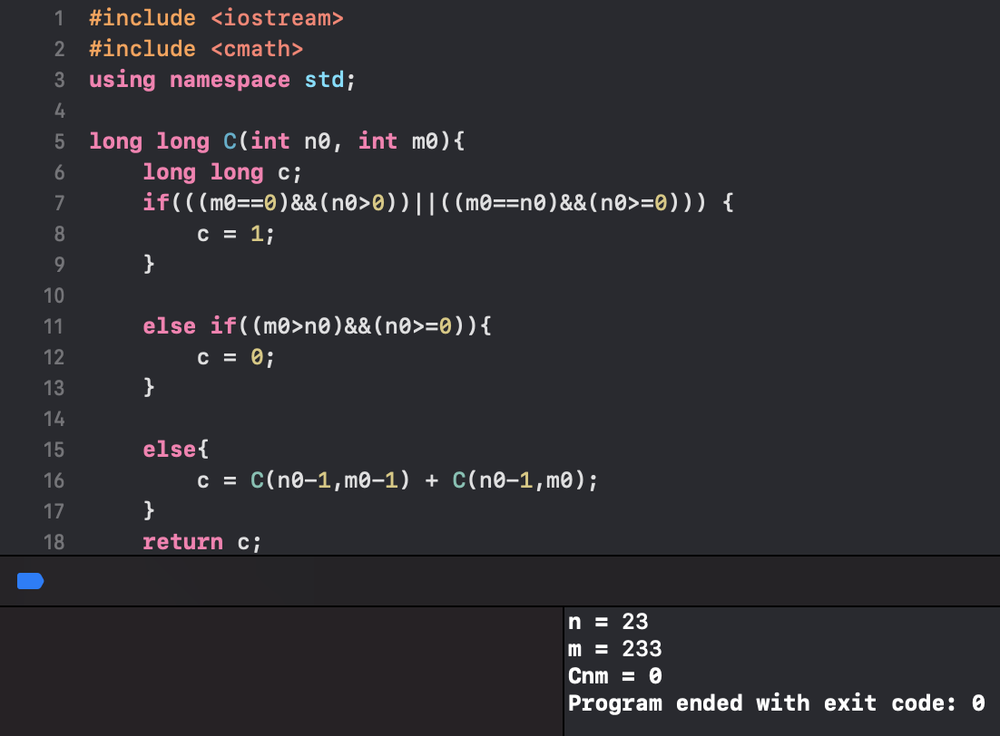 1 #include <iostream>
2 #include <cmath>
3 using namespace std;
4
5 long long C(int n0, int m0){
6     long long c;
7     if(((m0==0)&&(n0>0))||((m0==n0)&&(n0>=0))) {
8         c = 1;
9     }
10
11     else if((m0>n0)&&(n0>=0)){
12         c = 0;
13     }
14
15     else{
16         c = C(n0-1,m0-1) + C(n0-1,m0);
17     }
18     return c;
n = 23
m = 233
Cnm = 0
Program ended with exit code: 0